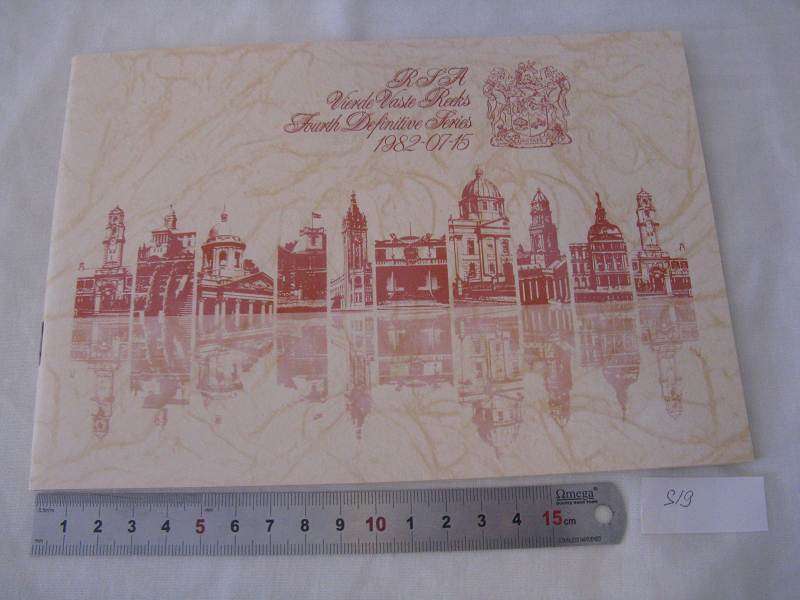 RSA
Vierde Vaste Reeks
Fourth Definitive Series
1982-07-15
Ωmega
1 2 3 4 5 6 7 8 9 10 1 2 3 4 15cm
S19